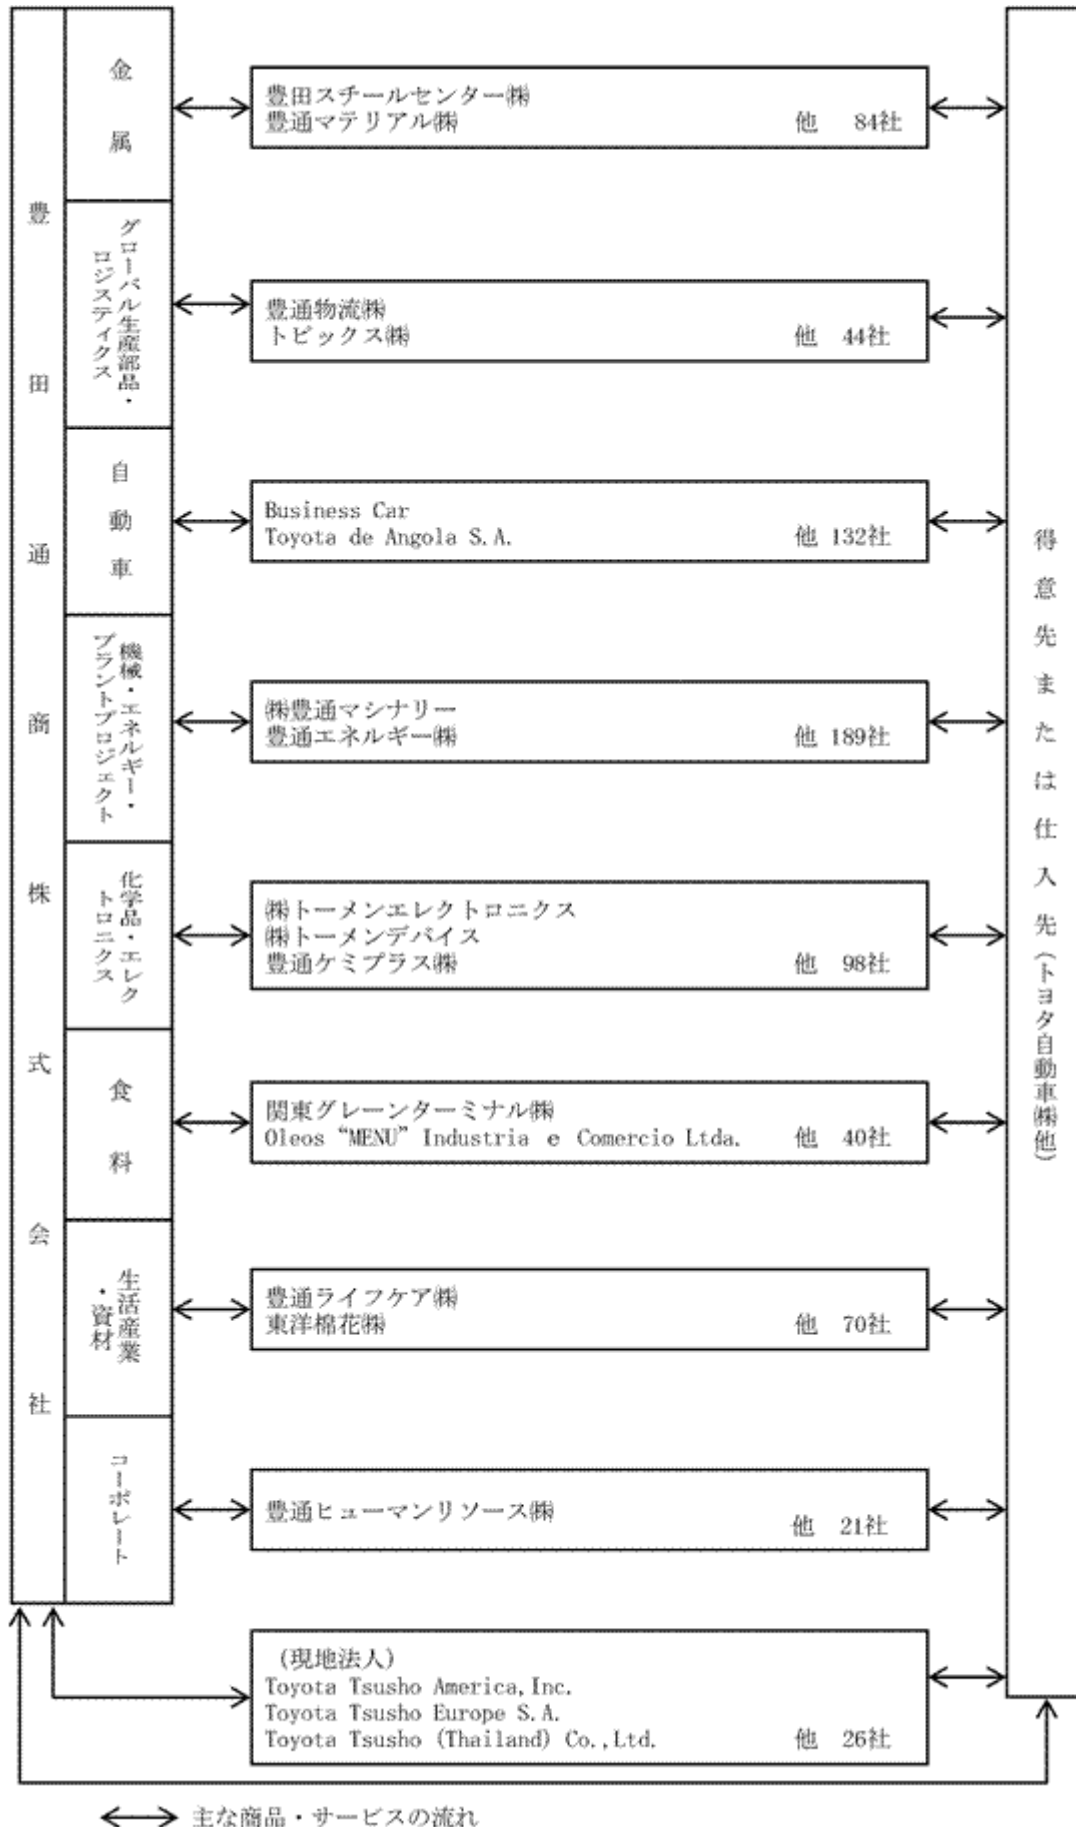 豊田通商株式会社
金属
豊田スチールセンター㈱
豊通マテリアル㈱ 他 84社
グローバル生産部品・
ロジスティクス
豊通物流㈱
トピックス㈱ 他 44社
自動車
Business Car
Toyota de Angola S.A. 他 132社
機械・エネルギー・
プラントプロジェクト
㈱豊通マシナリー
豊通エネルギー㈱ 他 189社
化学品・エレク
トロニクス
㈱トーメンエレクトロニクス
㈱トーメンデバイス
豊通ケミプラス㈱ 他 98社
食料
関東グレーンターミナル㈱
Oleos “MENU” Industria e Comercio Ltda. 他 40社
生活産業
・資材
豊通ライフケア㈱
東洋棉花㈱ 他 70社
コーポレート
豊通ヒューマンリソース㈱ 他 21社
(現地法人)
Toyota Tsusho America,Inc.
Toyota Tsusho Europe S.A.
Toyota Tsusho (Thailand) Co.,Ltd. 他 26社
得意先または仕入先(トヨタ自動車㈱他)
主な商品・サービスの流れ